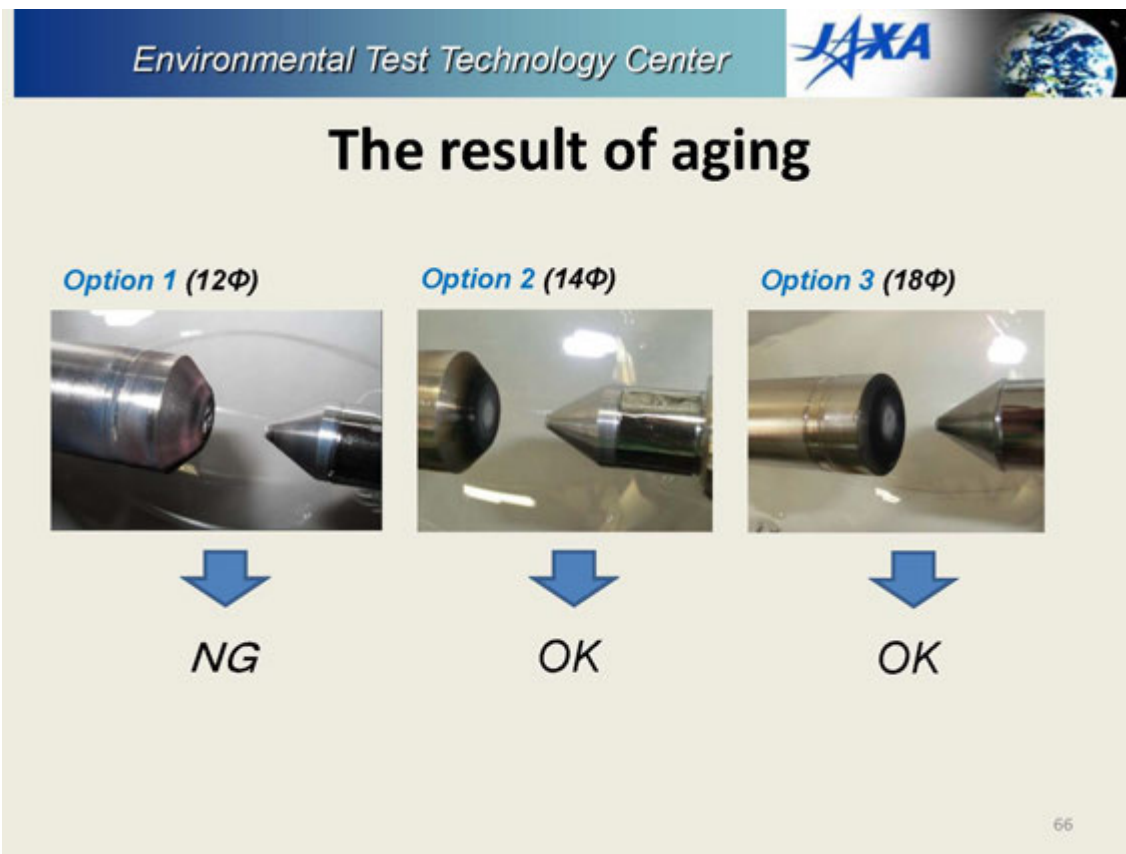 Environmental Test Technology Center
JAXA
The result of aging
Option 1 (12Φ)
Option 2 (14Φ)
Option 3 (18Φ)
NG
OK
OK
66